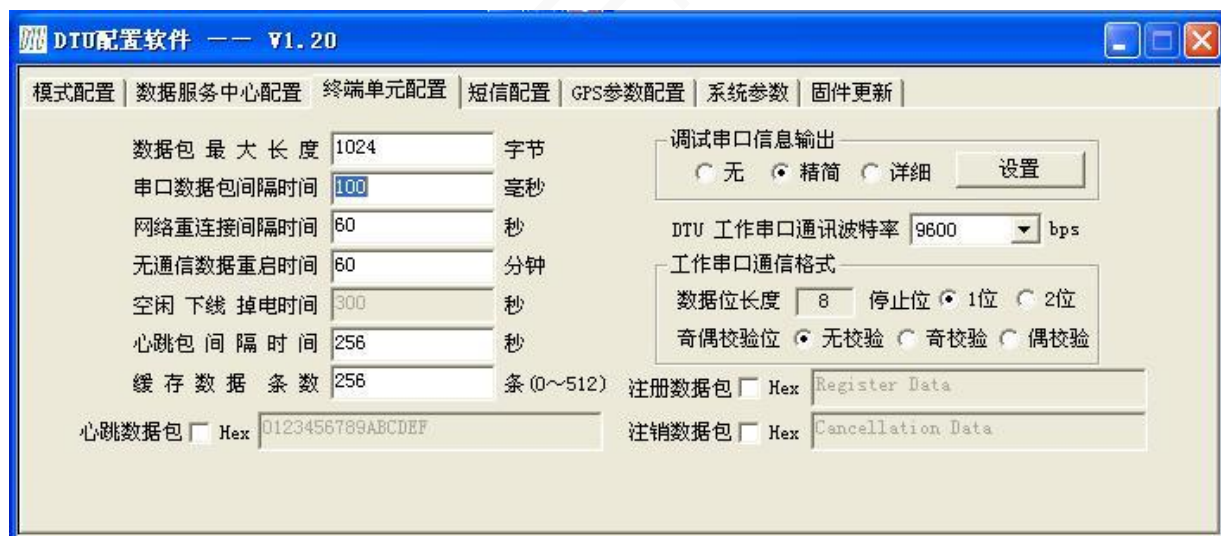 DTU配置软件 —— V1.20
模式配置 数据服务中心配置 终端单元配置 短信配置 GPS参数配置 系统参数 固件更新
数据包 最 大 长 度 1024 字节
串口数据包间隔时间 100 毫秒
网络重连接间隔时间 60 秒
无通信数据重启时间 60 分钟
空闲 下线 掉电时间 300 秒
心跳包 间 隔 时 间 256 秒
缓 存 数 据 条 数 256 条(0～512)
心跳数据包 Hex 0123456789ABCDEF
调试串口信息输出
无 精简 详细 设置
DTU 工作串口通讯波特率 9600 bps
工作串口通信格式
数据位长度 8 停止位 1位 2位
奇偶校验位 无校验 奇校验 偶校验
注册数据包 Hex Register Data
注销数据包 Hex Cancellation Data